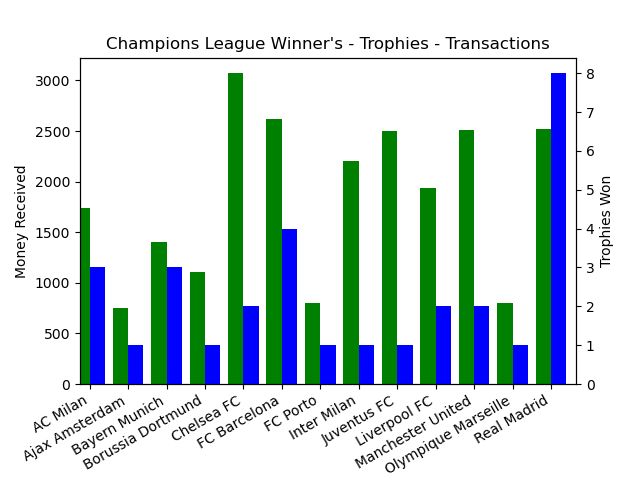 Champions League Winner's - Trophies - Transactions
3000
2500
2000
1500
1000
500
0
Money Received
8
7
6
5
4
3
2
1
0
Trophies Won
AC Milan
Ajax Amsterdam
Bayern Munich
Borussia Dortmund
Chelsea FC
FC Barcelona
FC Porto
Inter Milan
Juventus FC
Liverpool FC
Manchester United
Olympique Marseille
Real Madrid